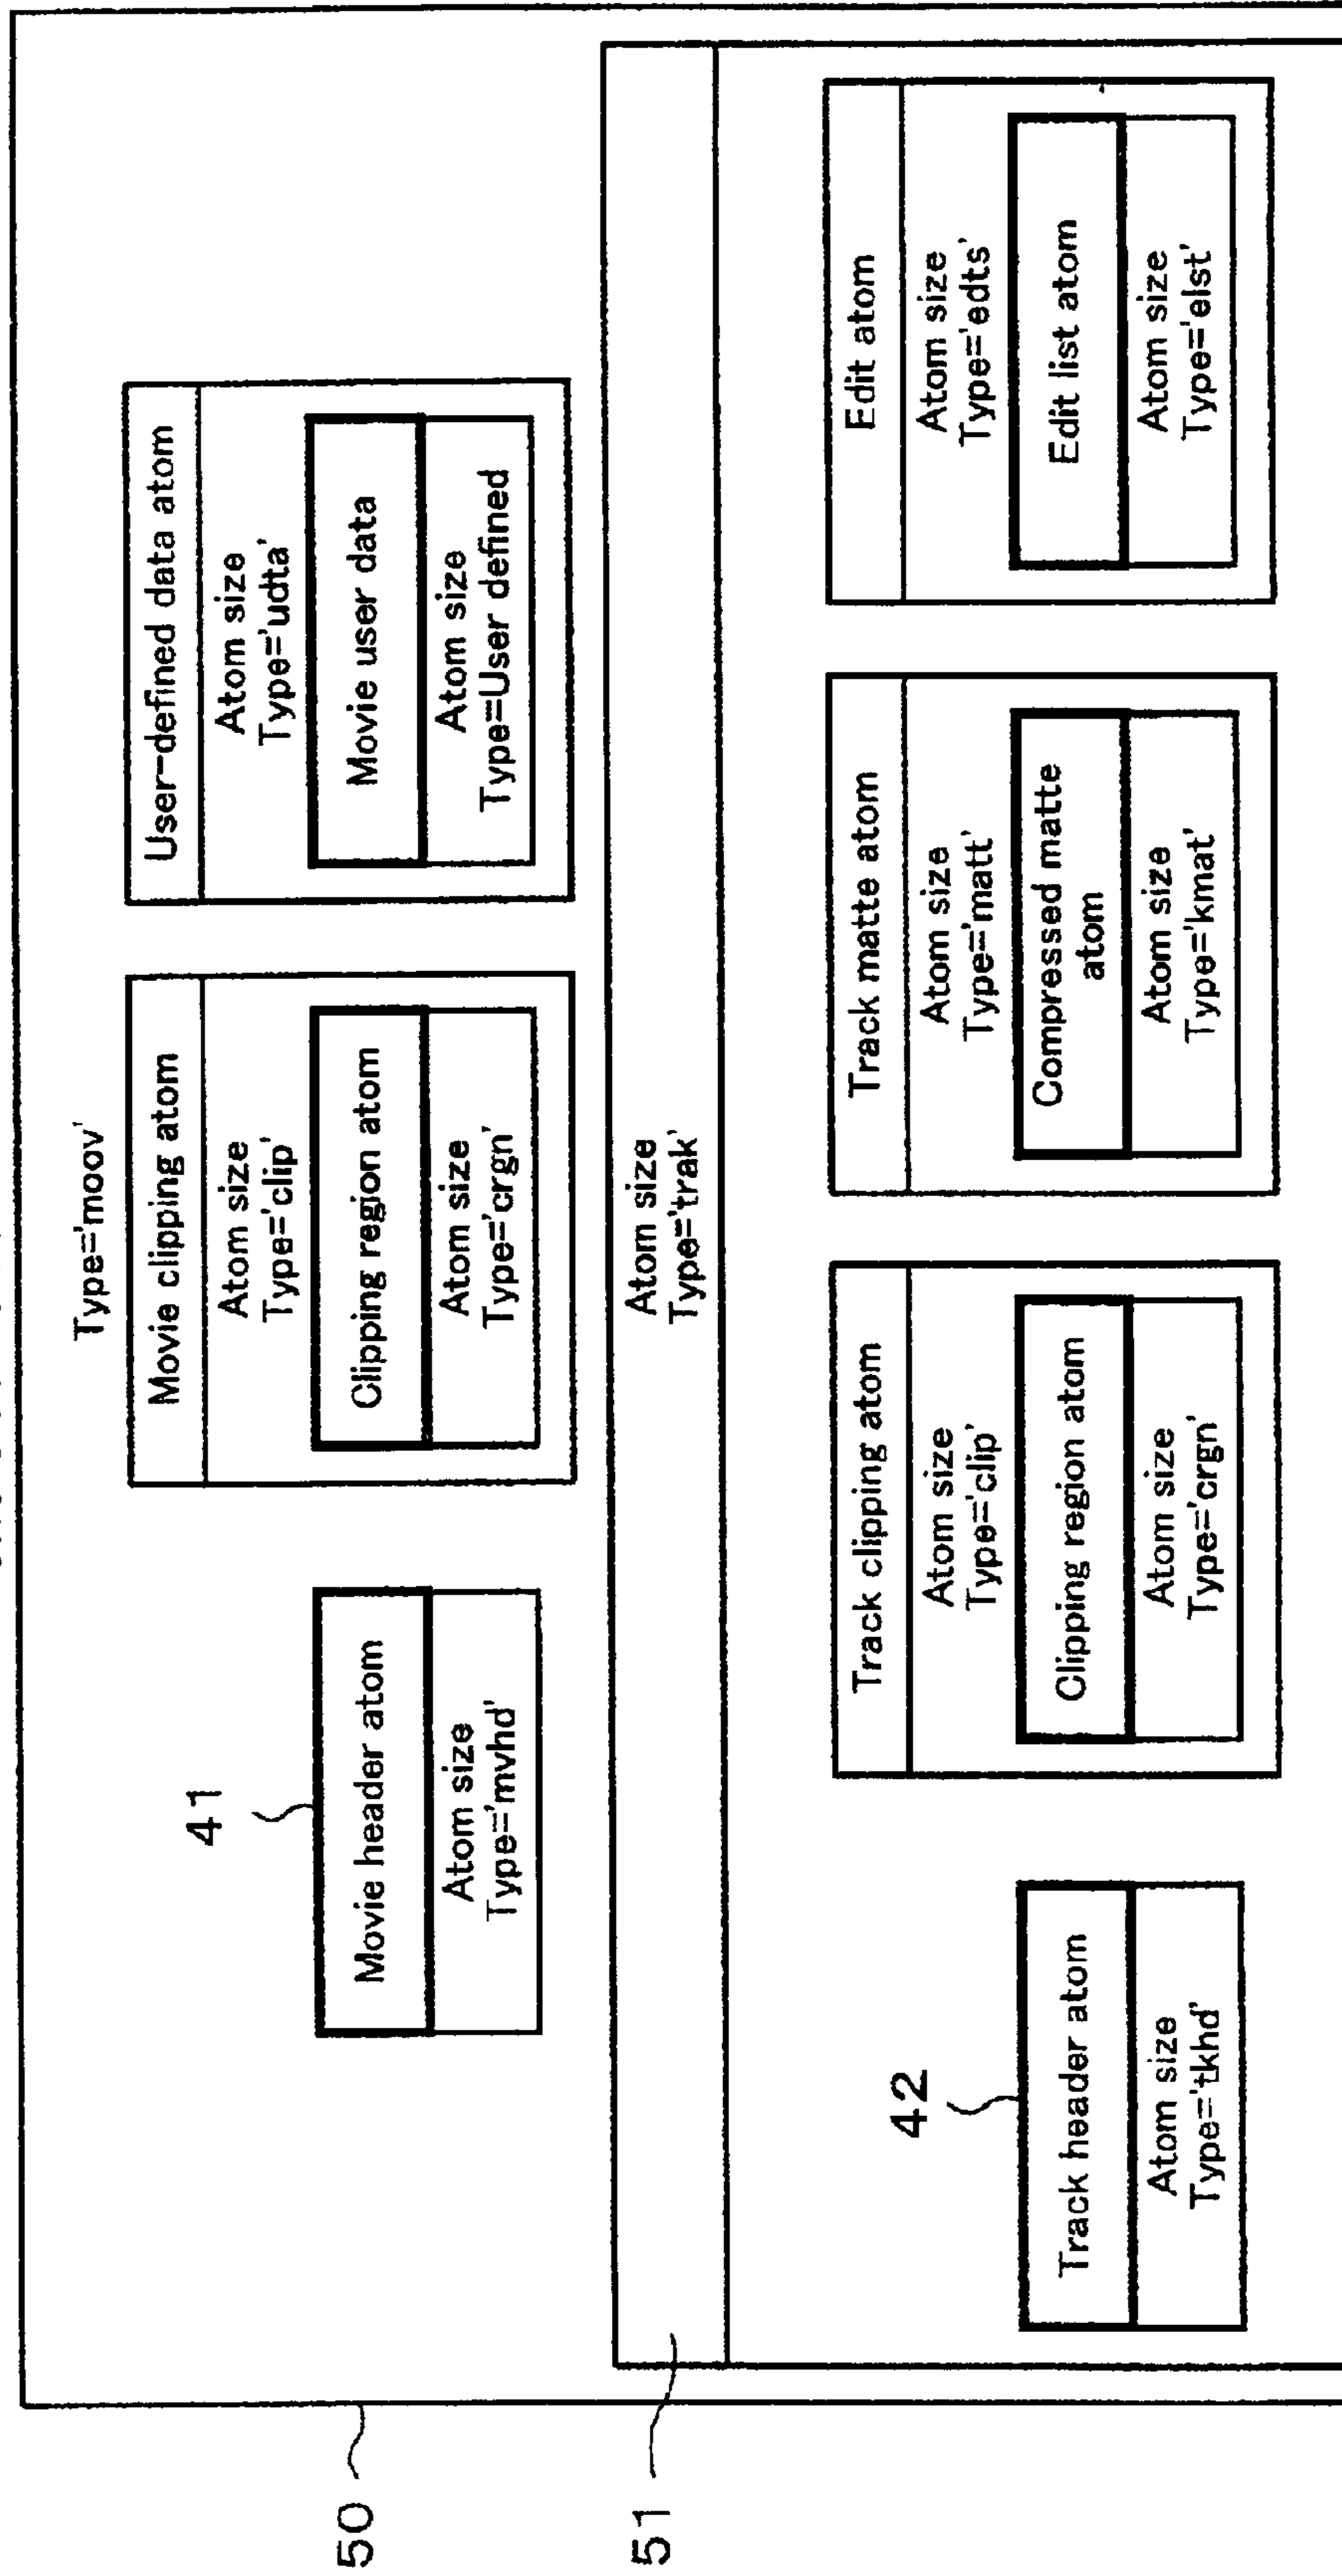 Type='moov'
41
Movie header atom
Atom size
Type='mvhd'
Movie clipping atom
Atom size
Type='clip'
Clipping region atom
Atom size
Type='crgn'
User-defined data atom
Atom size
Type='udta'
Movie user data
Atom size
Type=User defined
50
51
Atom size
Type='trak'
42
Track header atom
Atom size
Type='tkhd'
Track clipping atom
Atom size
Type='clip'
Clipping region atom
Atom size
Type='crgn'
Track matte atom
Atom size
Type='matt'
Compressed matte
atom
Atom size
Type='kmat'
Edit atom
Atom size
Type='edts'
Edit list atom
Atom size
Type='elst'